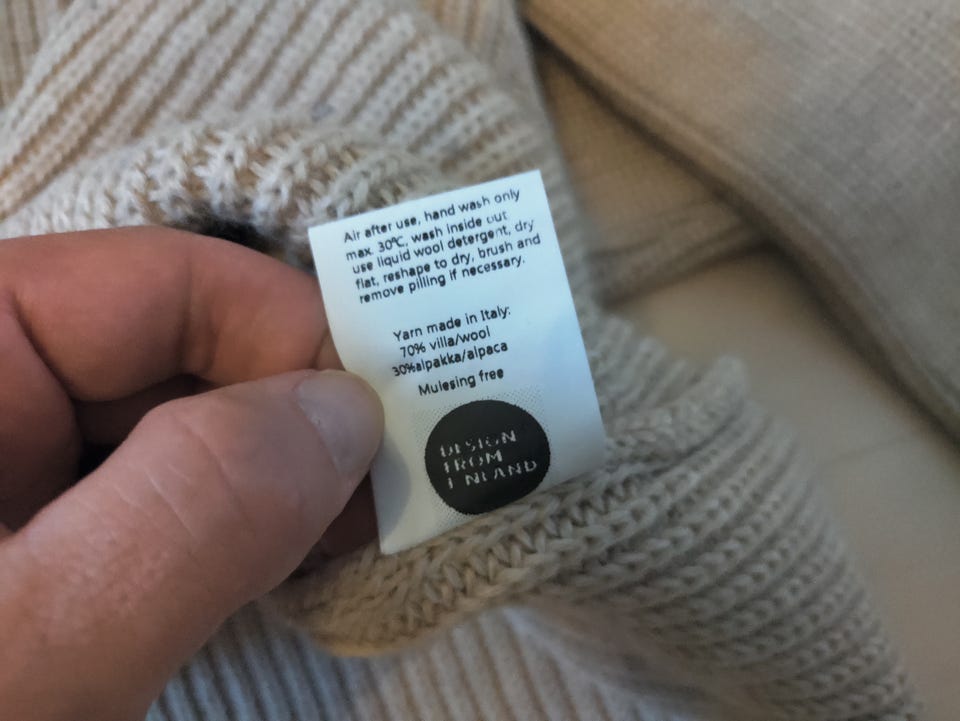 Air after use, hand wash only
max. 30°C, wash inside out
use liquid wool detergent, dry
flat, reshape to dry, brush and
remove pilling if necessary.
Yarn made in Italy:
70% villa/wool
30%alpakka/alpaca
Mulesing free
DESIGN
FROM
FINLAND